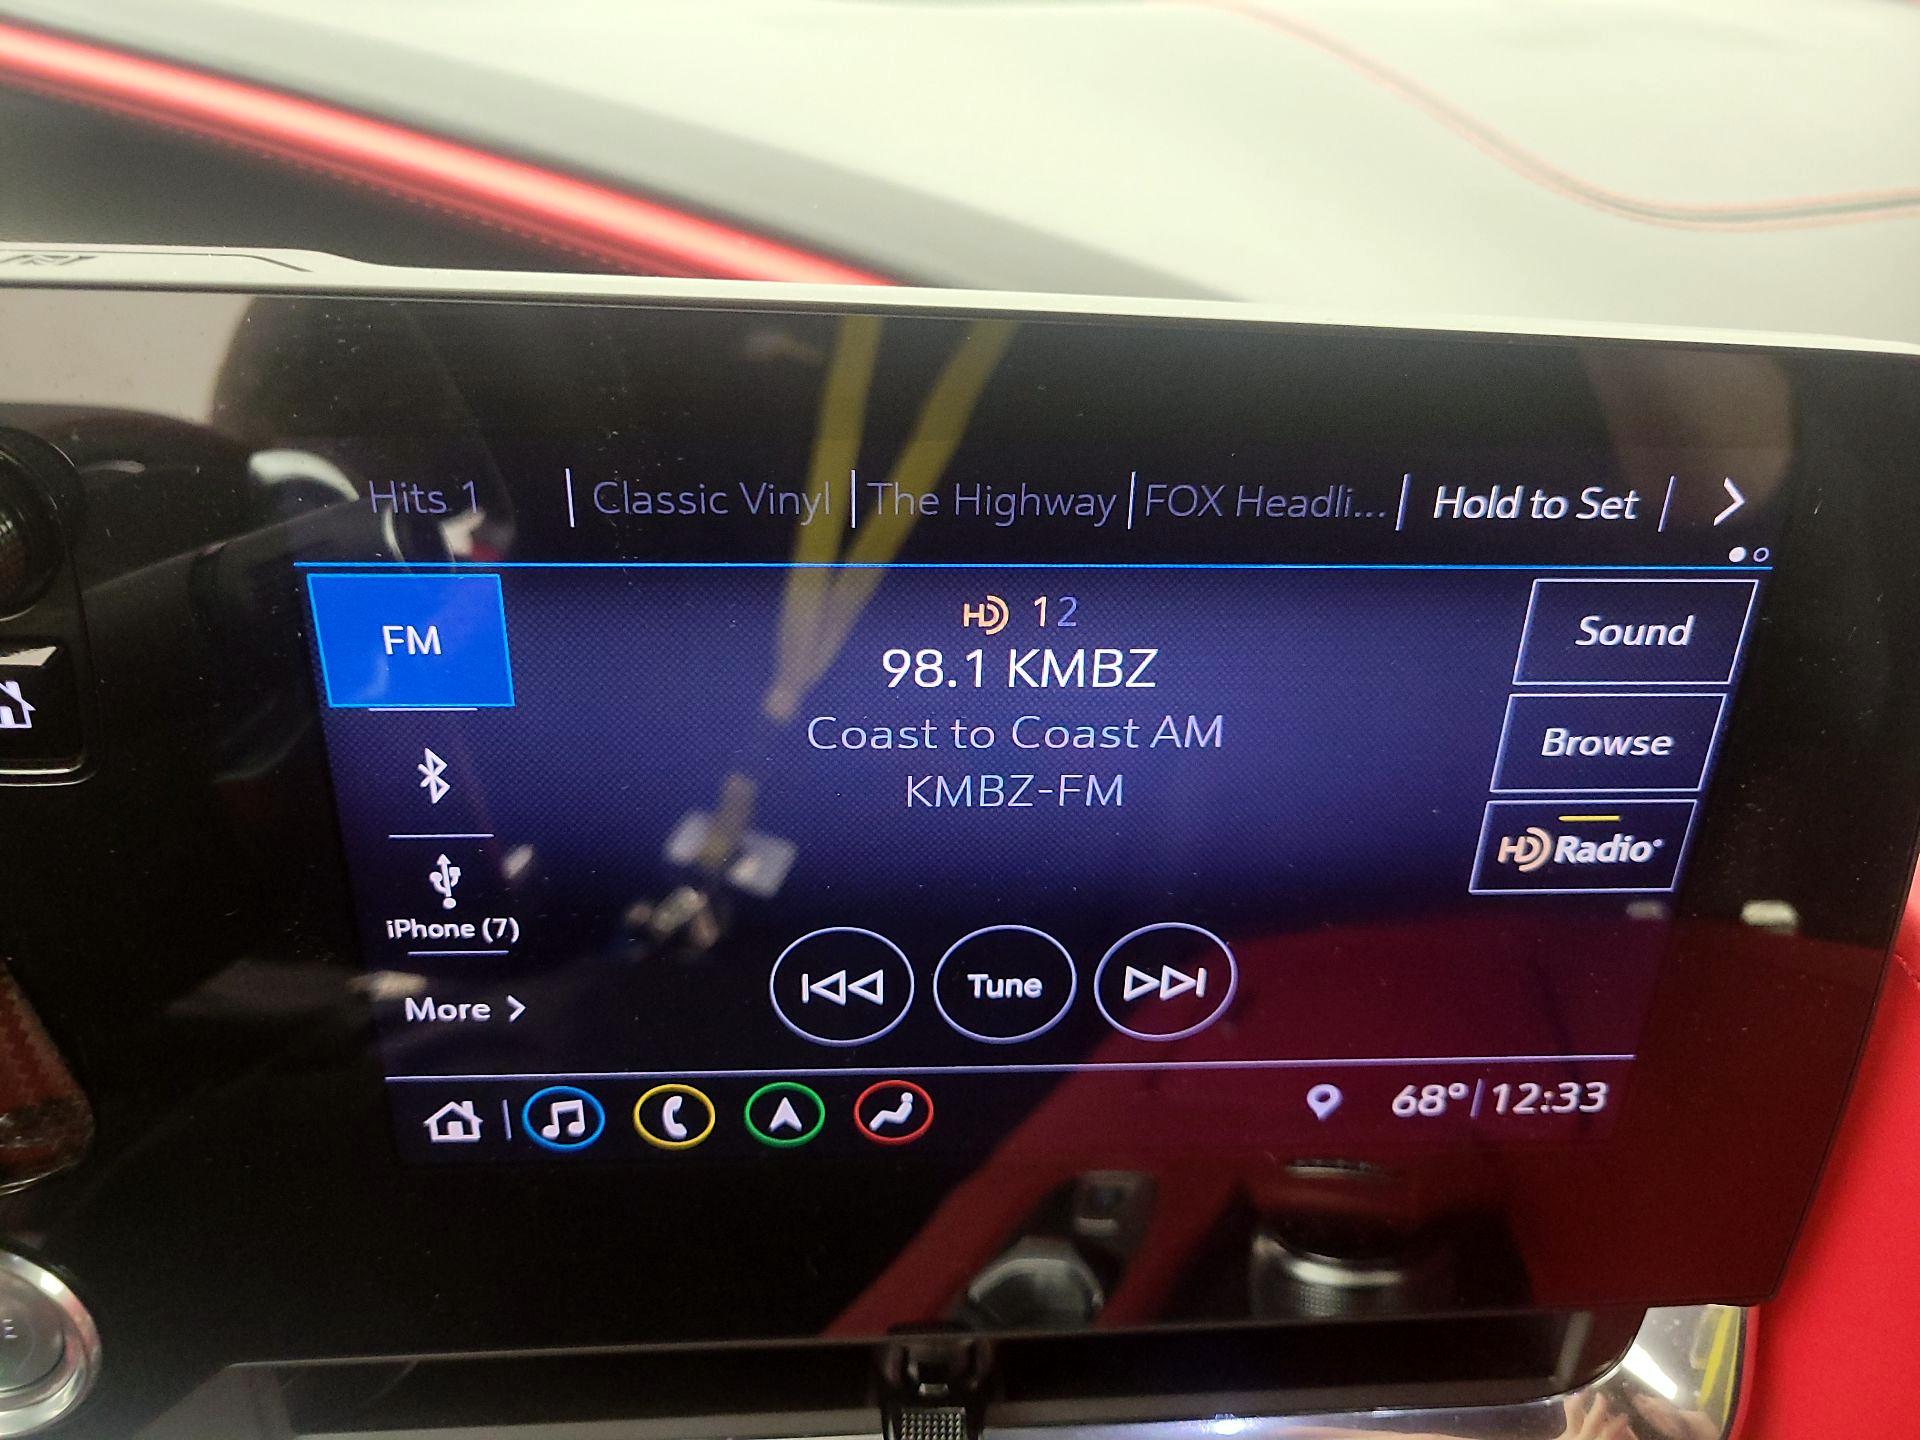 Hits 1 | Classic Vinyl | The Highway | FOX Headli... | Hold to Set |
HD 12
FM
98.1 KMBZ
Sound
Coast to Coast AM
Browse
KMBZ-FM
HD Radio
iPhone (7)
Tune
More >
68° | 12:33